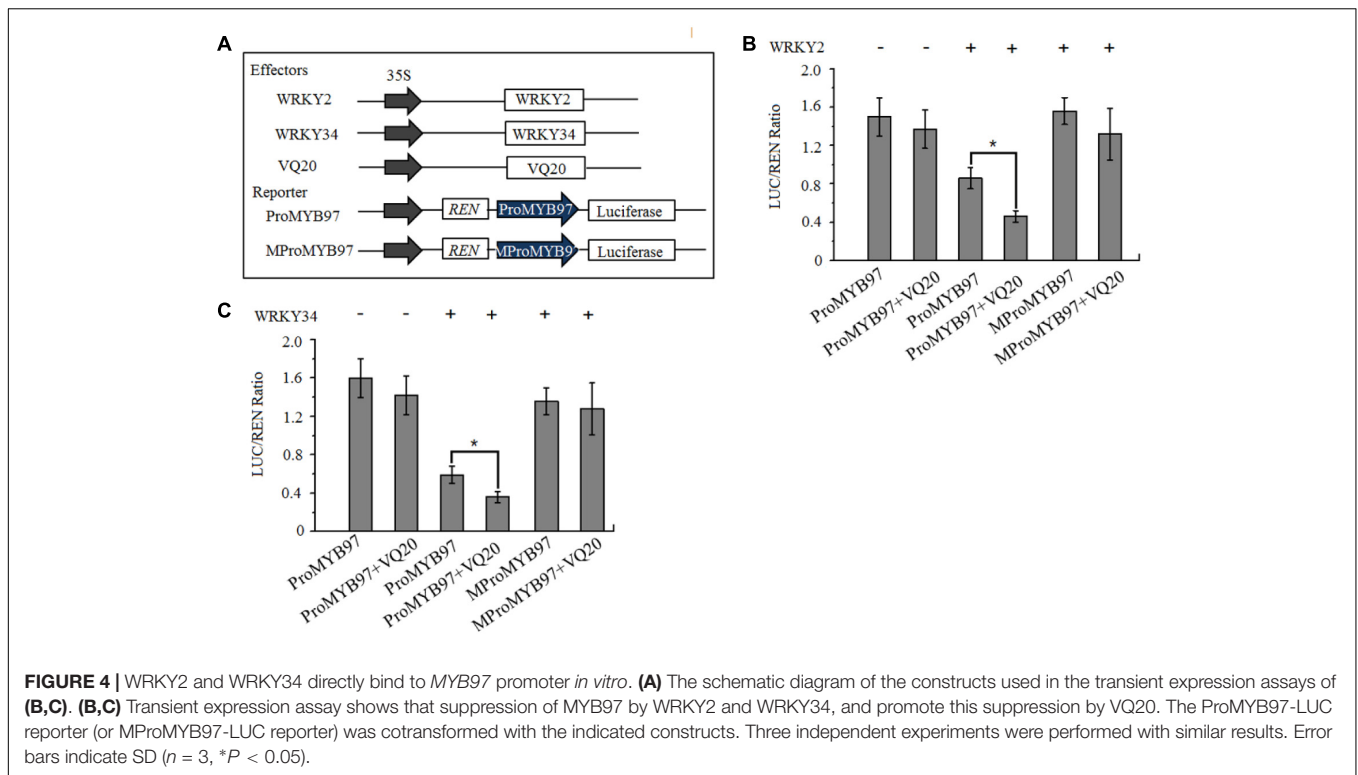 A
Effectors
35S
WRKY2 WRKY2
WRKY34 WRKY34
VQ20 VQ20
Reporter
ProMYB97 REN ProMYB97 Luciferase
MProMYB97 REN MProMYB9 Luciferase
B
WRKY2 - - + + + +
2.0
1.6
1.2
0.8
0.4
0
LUC/REN Ratio
*
ProMYB97
ProMYB97+VQ20
ProMYB97
ProMYB97+VQ20
MProMYB97
MProMYB97+VQ20
C
WRKY34 - - + + + +
2.0
1.6
1.2
0.8
0.4
0
LUC/REN Ratio
*
ProMYB97
ProMYB97+VQ20
ProMYB97
ProMYB97+VQ20
MProMYB97
MProMYB97+VQ20
FIGURE 4 | WRKY2 and WRKY34 directly bind to MYB97 promoter in vitro. (A) The schematic diagram of the constructs used in the transient expression assays of
(B,C). (B,C) Transient expression assay shows that suppression of MYB97 by WRKY2 and WRKY34, and promote this suppression by VQ20. The ProMYB97-LUC
reporter (or MProMYB97-LUC reporter) was cotransformed with the indicated constructs. Three independent experiments were performed with similar results. Error
bars indicate SD (n = 3, *P < 0.05).